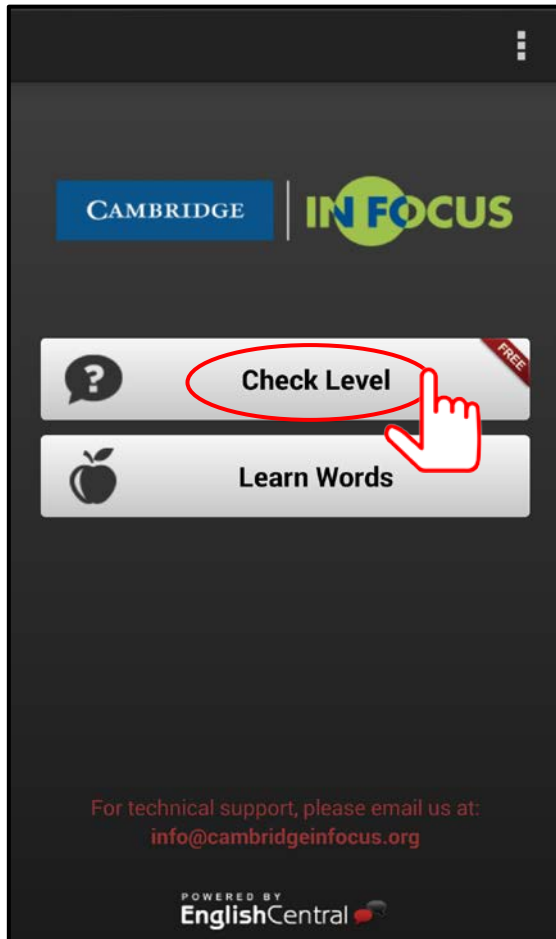 CAMBRIDGE
IN FOCUS
FREE
?
Check Level
Learn Words
For technical support, please email us at:
info@cambridgeinfocus.org
POWERED BY
EnglishCentral